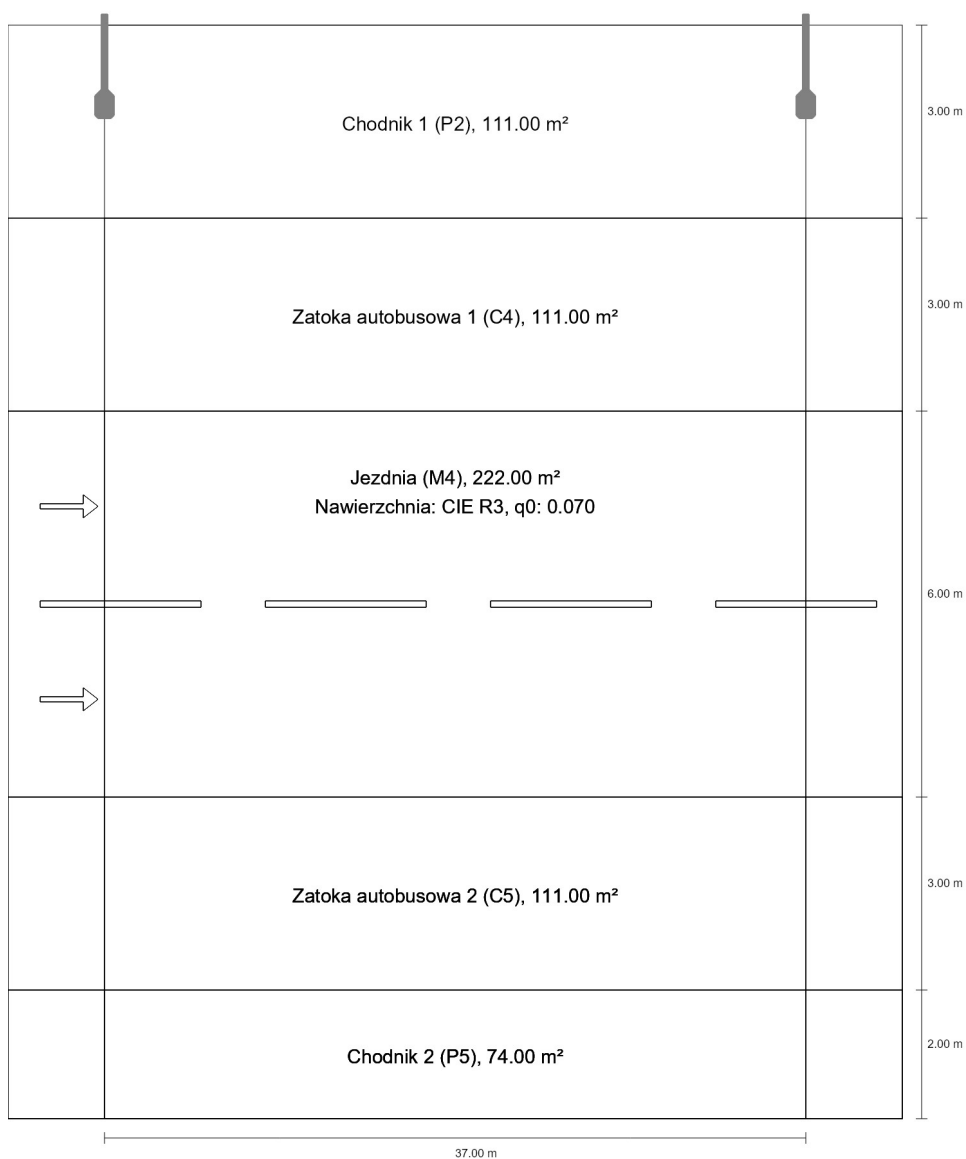 Chodnik 1 (P2), 111.00 m²
3.00 m
Zatoka autobusowa 1 (C4), 111.00 m²
3.00 m
Jezdnia (M4), 222.00 m²
Nawierzchnia: CIE R3, q0: 0.070
6.00 m
Zatoka autobusowa 2 (C5), 111.00 m²
3.00 m
Chodnik 2 (P5), 74.00 m²
2.00 m
37.00 m